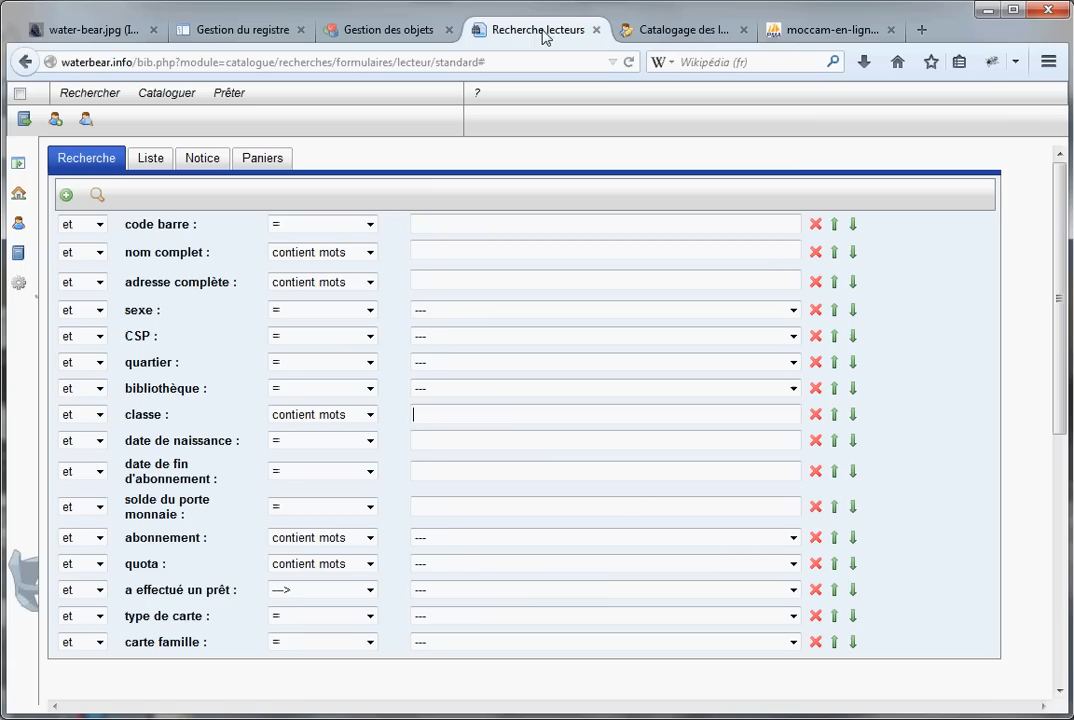 water-bear.jpg (I...
Gestion du registre
Gestion des objets
Recherche lecteurs
Catalogage des l...
moccam-en-lign...
waterbear.info/bib.php?module=catalogue/recherches/formulaires/lecteur/standard#
W Wikipédia (fr)
Rechercher Cataloguer Prêter ?
Recherche Liste Notice Paniers
et code barre : =
et nom complet : contient mots
et adresse complète : contient mots
et sexe : = ---
et CSP : = ---
et quartier : = ---
et bibliothèque : = ---
et classe : contient mots
et date de naissance : =
et date de fin d'abonnement : =
et solde du porte monnaie : =
et abonnement : contient mots ---
et quota : contient mots ---
et a effectué un prêt : —> ---
et type de carte : = ---
et carte famille : = ---